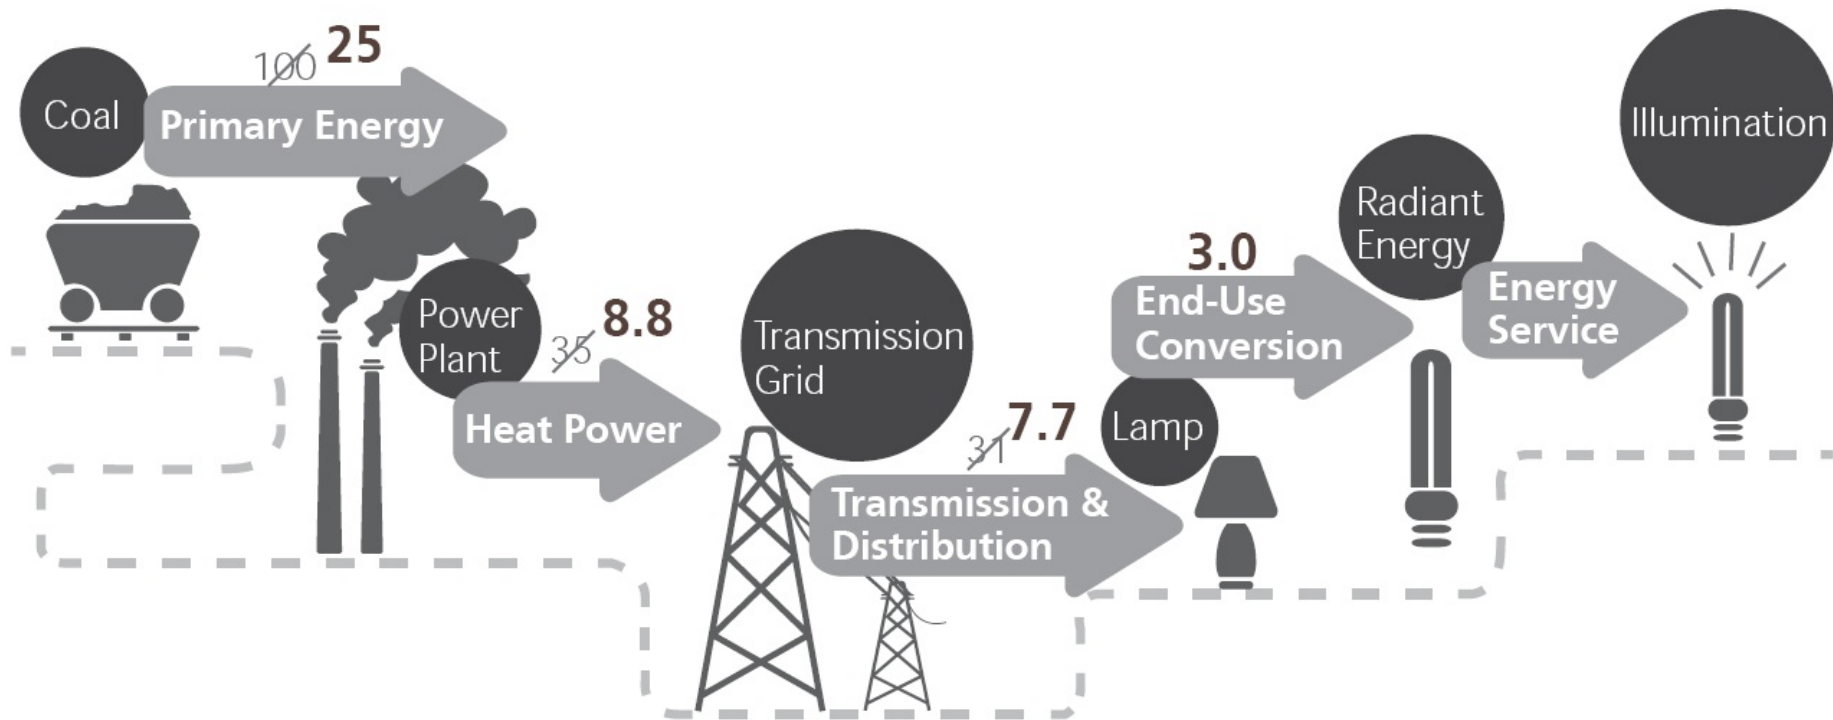 Coal
100 25
Primary Energy
Power
Plant
35 8.8
Heat Power
Transmission
Grid
31 7.7
Transmission &
Distribution
Lamp
3.0
End-Use
Conversion
Radiant
Energy
Energy
Service
Illumination